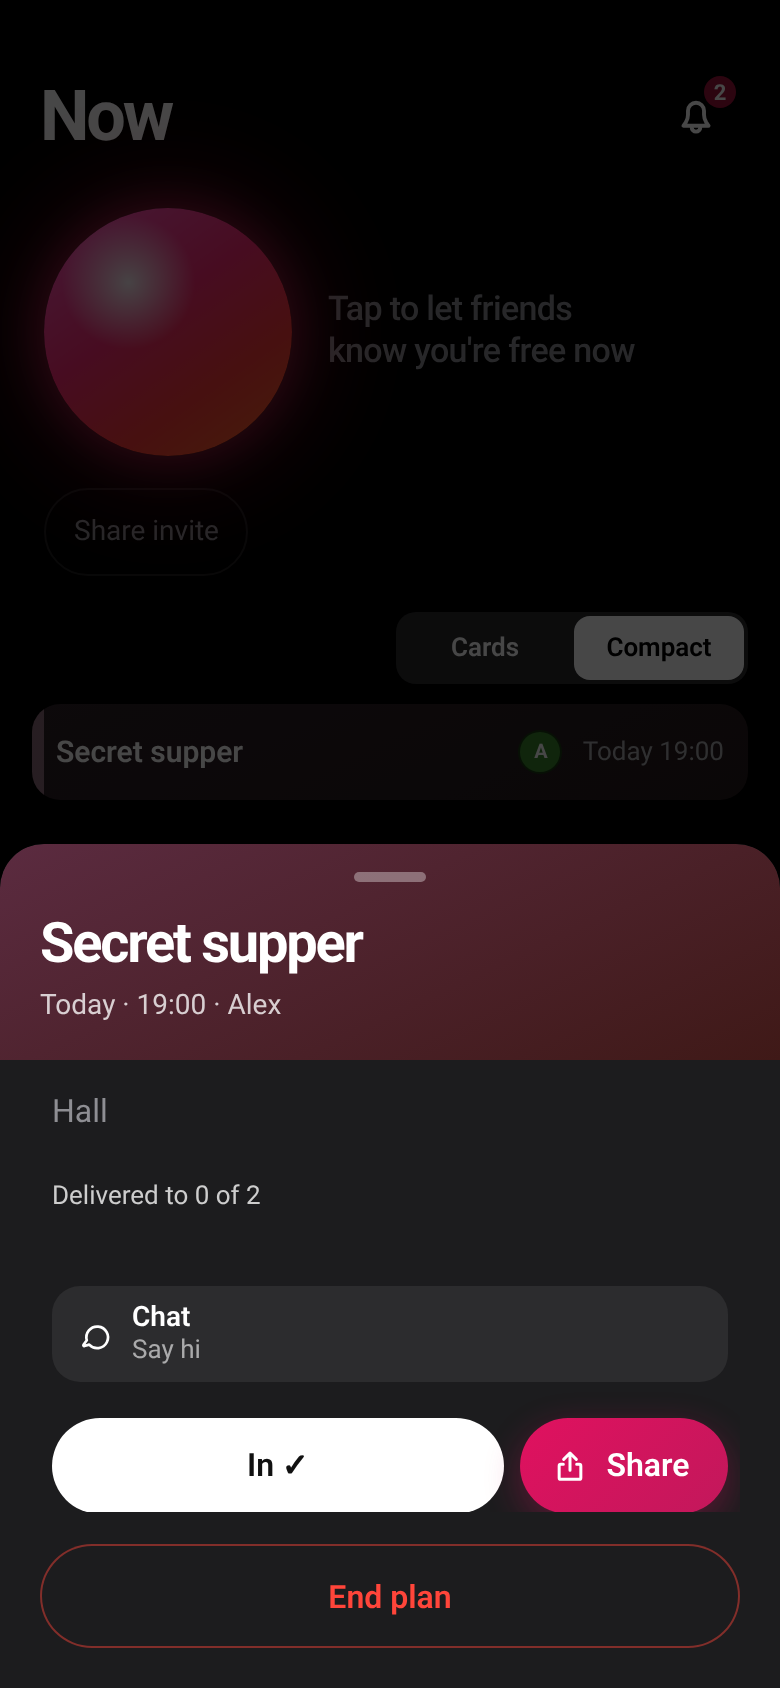 Now
2
Tap to let friends
know you're free now
Share invite
Cards
Compact
Secret supper
A
Today 19:00
Secret supper
Today · 19:00 · Alex
Hall
Delivered to 0 of 2
Chat
Say hi
In ✓
Share
End plan